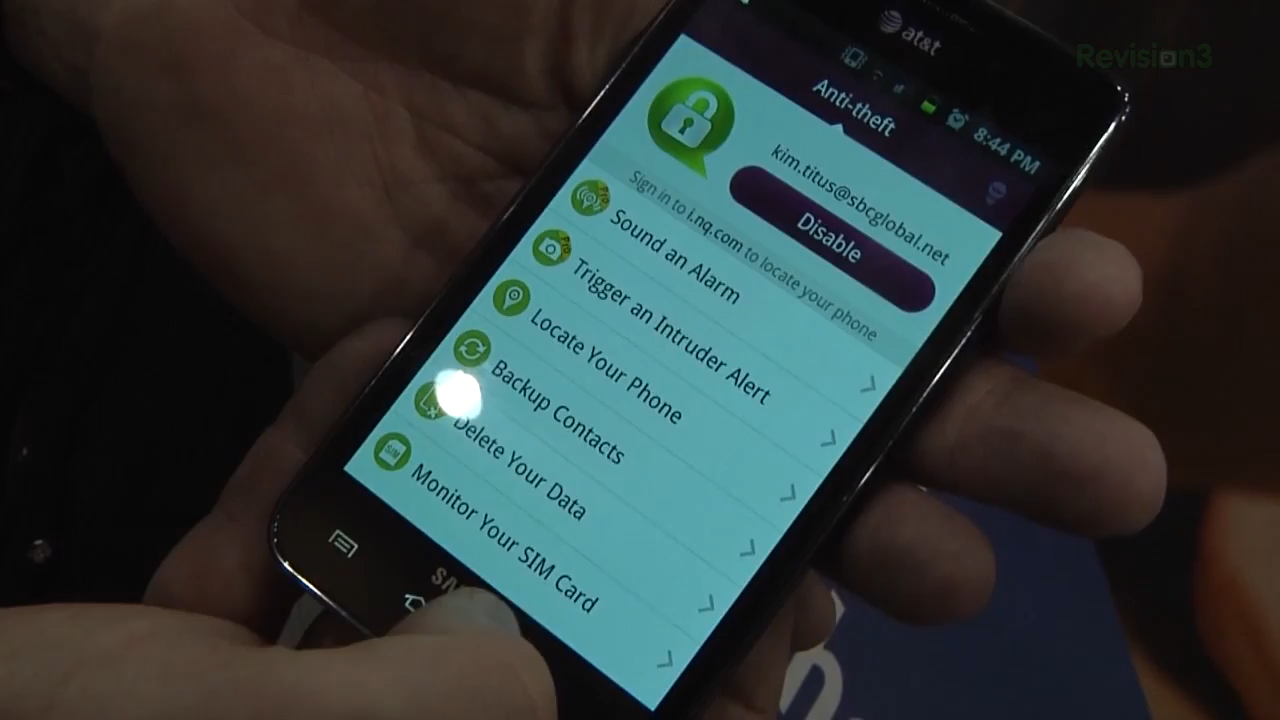 Revision3
at&t
8:44 PM
Anti-theft
kim.titus@sbcglobal.net
Disable
Sign in to i.nq.com to locate your phone
Pro
Sound an Alarm
Pro
Trigger an Intruder Alert
Locate Your Phone
Backup Contacts
Delete Your Data
SIM
Monitor Your SIM Card